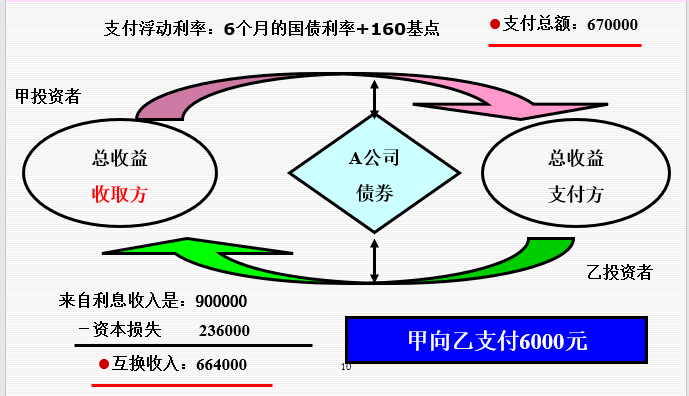 支付浮动利率：6个月的国债利率+160基点
●支付总额：670000
甲投资者
总收益
收取方
A公司
债券
总收益
支付方
乙投资者
来自利息收入是：900000
－资本损失 236000
●互换收入：664000
甲向乙支付6000元
10